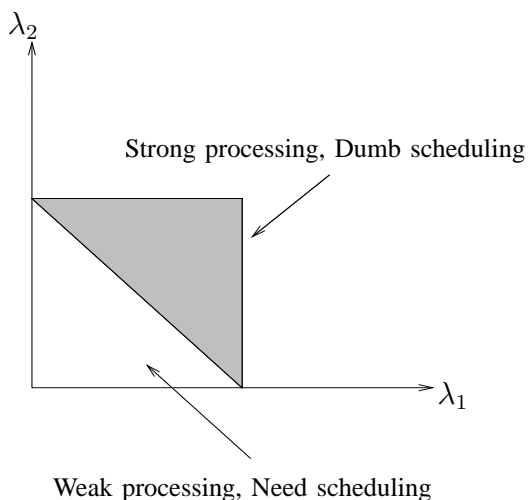 λ₂
Strong processing, Dumb scheduling
λ₁
Weak processing, Need scheduling